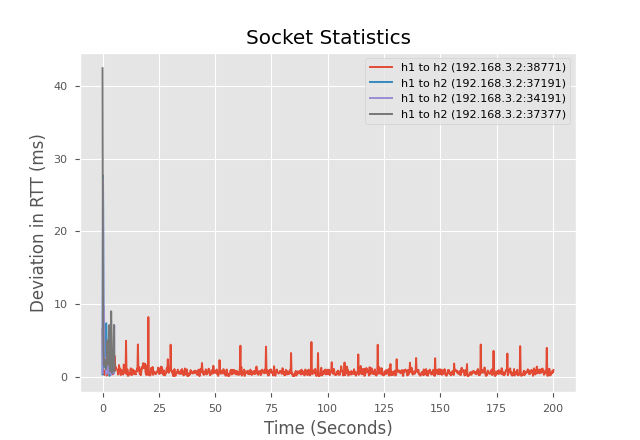 Socket Statistics
h1 to h2 (192.168.3.2:38771)
h1 to h2 (192.168.3.2:37191)
h1 to h2 (192.168.3.2:34191)
h1 to h2 (192.168.3.2:37377)
Deviation in RTT (ms)
40
30
20
10
0
0 25 50 75 100 125 150 175 200
Time (Seconds)